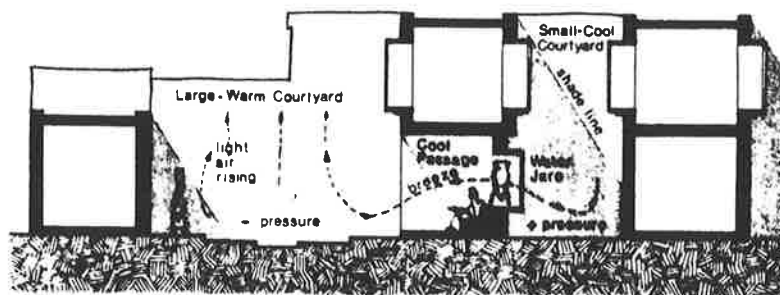 Small-Cool
Courtyard
Large-Warm Courtyard
shade line
light
air
rising
Cool
Passage
breeze
Water
Jars
- pressure
+ pressure